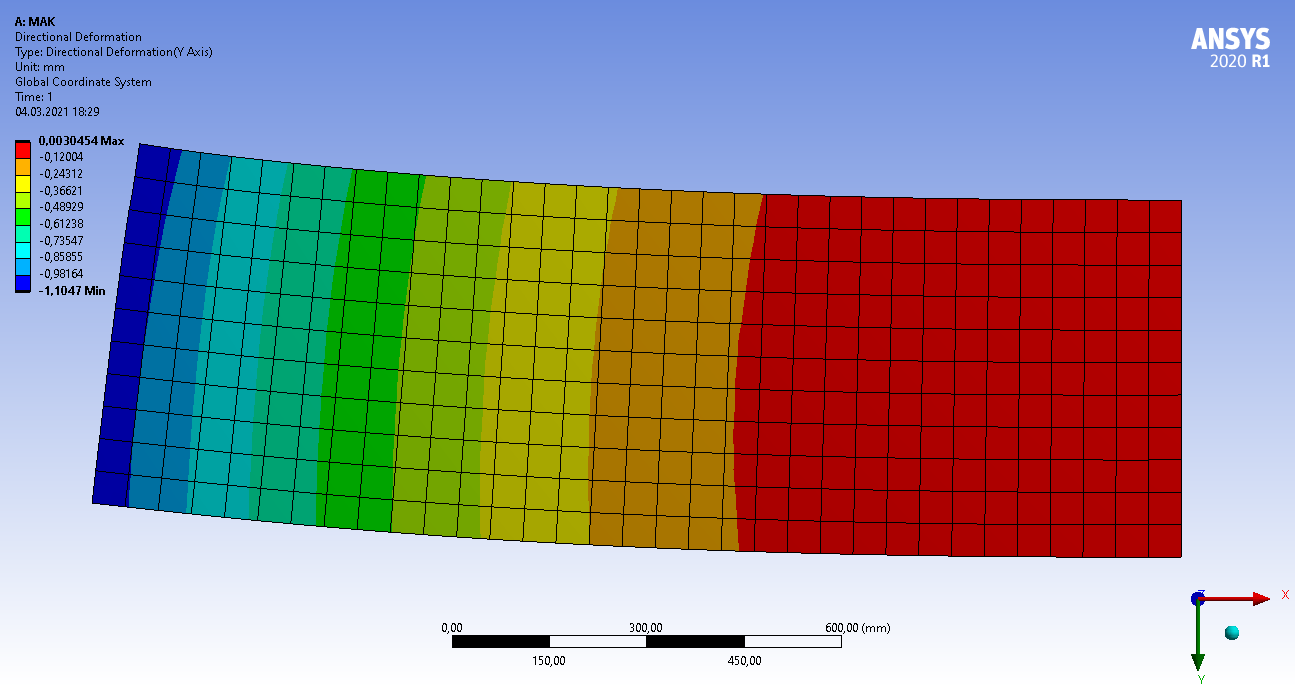 A: MAK
Directional Deformation
Type: Directional Deformation(Y Axis)
Unit: mm
Global Coordinate System
Time: 1
04.03.2021 18:29
ANSYS
2020 R1
0,0030454 Max
-0,12004
-0,24312
-0,36621
-0,48929
-0,61238
-0,73547
-0,85855
-0,98164
-1,1047 Min
0,00 300,00 600,00 (mm)
150,00 450,00
Z
X
Y